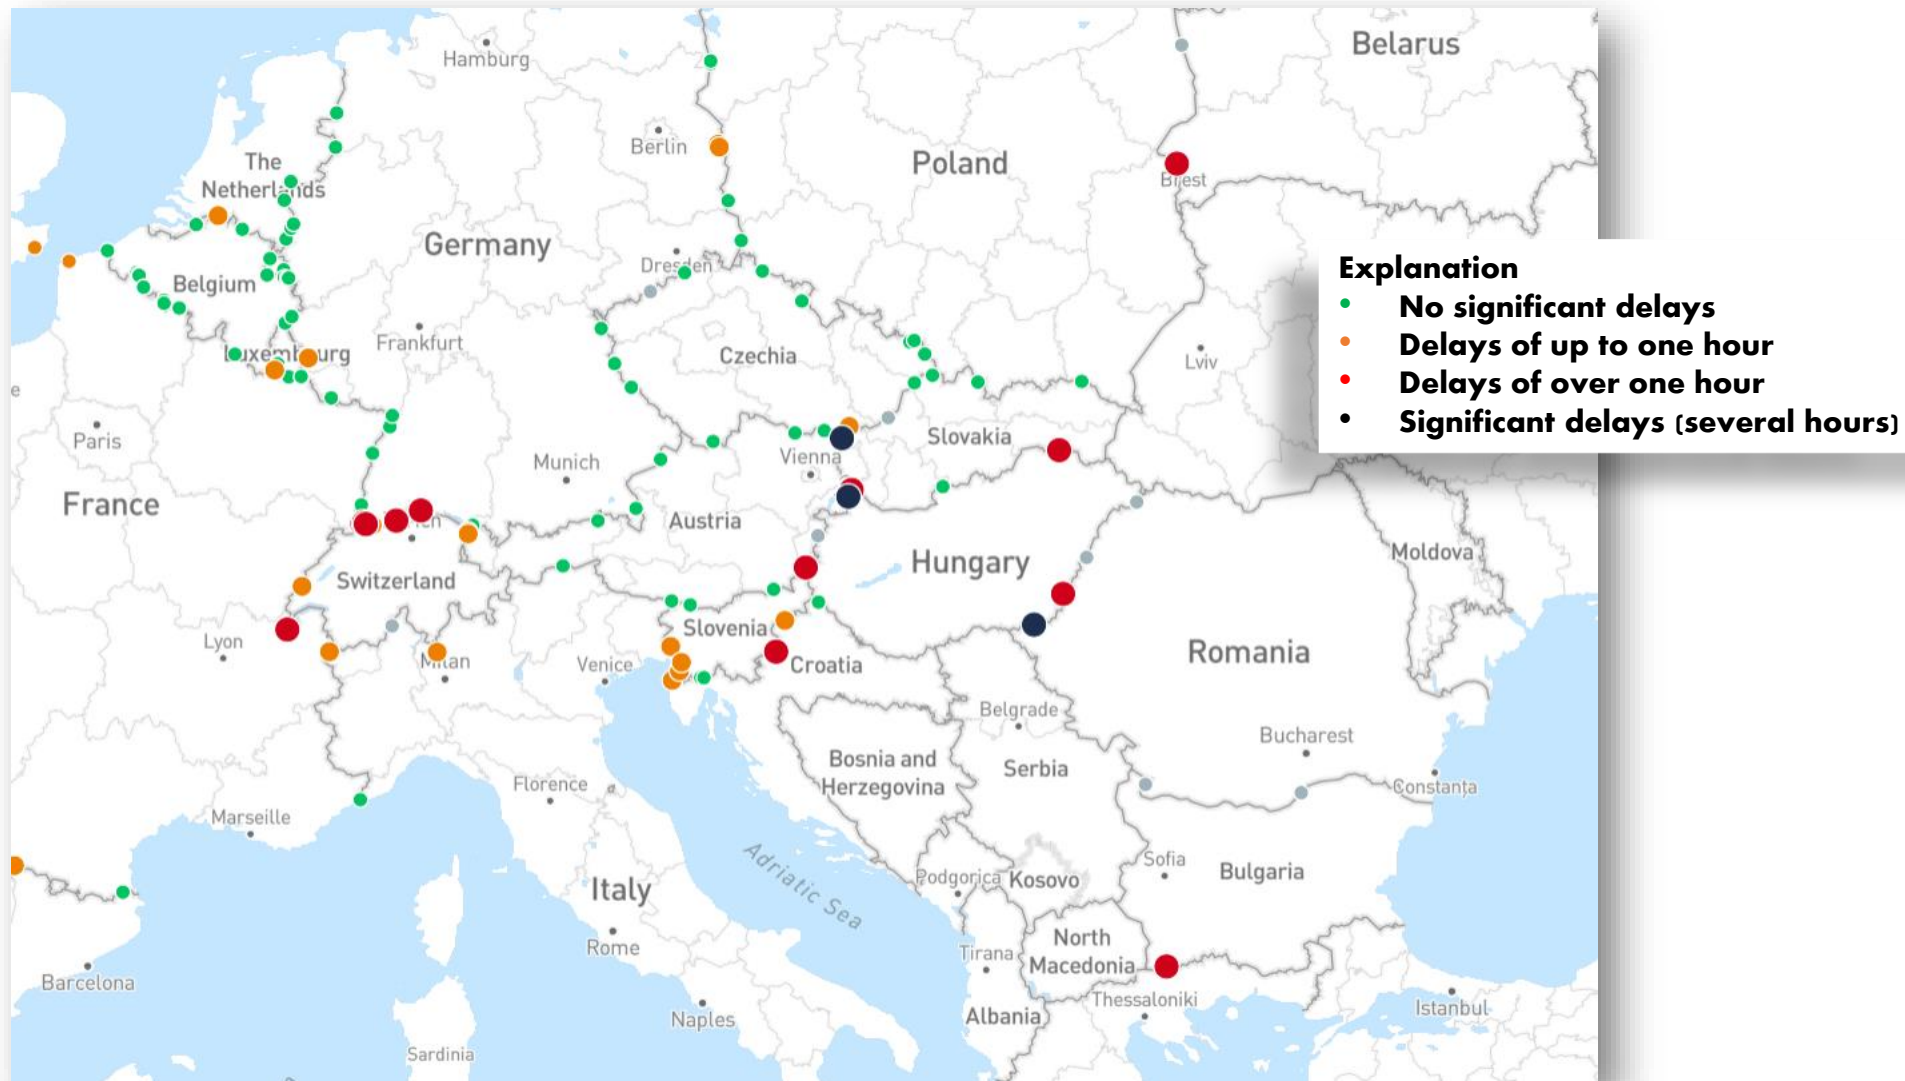 Hamburg
Belarus
Berlin
The
Netherlands
Poland
Brest
Germany
Explanation
• No significant delays
• Delays of up to one hour
• Delays of over one hour
• Significant delays (several hours)
Dresden
Belgium
Luxembourg
Frankfurt
Czechia
Lviv
e
Paris
Slovakia
Vienna
Munich
France
Austria
Moldova
Hungary
Switzerland
Slovenia
Lyon
Milan
Venice
Croatia
Romania
Belgrade
Bucharest
Bosnia and
Herzegovina
Serbia
Florence
Constanța
Marseille
Adriatic Sea
Sofia
Bulgaria
Podgorica
Kosovo
Italy
Rome
North
Macedonia
Tirana
Barcelona
Thessaloniki
Istanbul
Naples
Albania
Sardinia